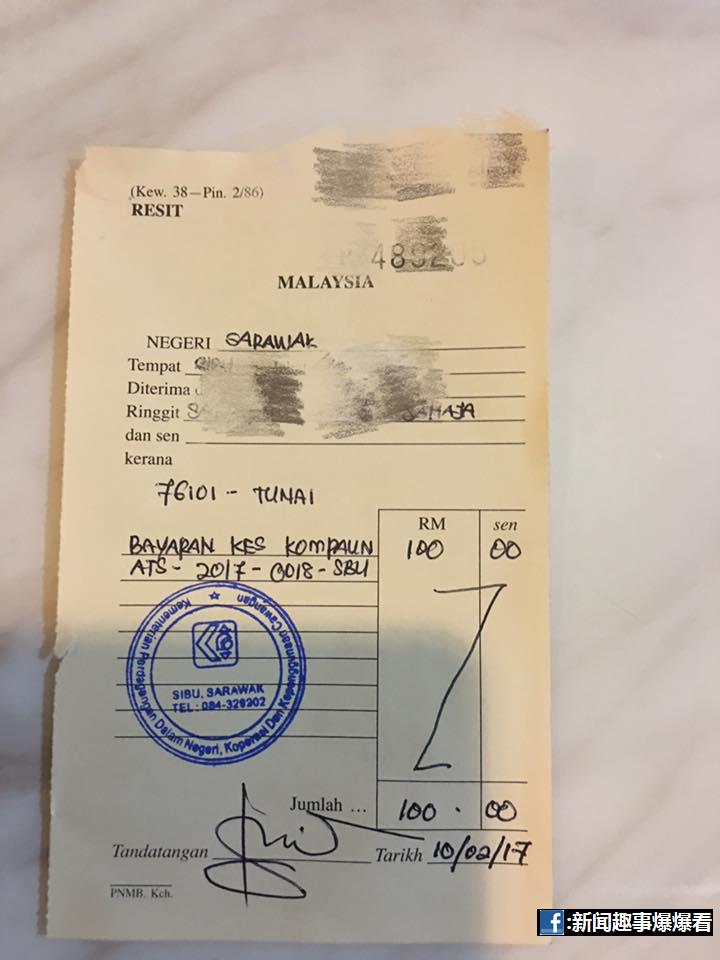 (Kew. 38—Pin. 2/86)
RESIT
MALAYSIA
NEGERI SARAWAK
Tempat
Diterima
Ringgit SAHAJA
dan sen
kerana
76101 - TUNAI
RM sen
BAYARAN KES KOMPAUN 100 00
ATS - 2017 - 0018 - SBU
Kementerian Perdagangan Dalam Negeri, Koperasi Dan Kepenggunaan Cawangan
SIBU, SARAWAK
TEL : 084-329202
Jumlah ... 100 . 00
Tandatangan Tarikh 10/02/17
PNMB. Kch.
f:新闻趣事爆爆看